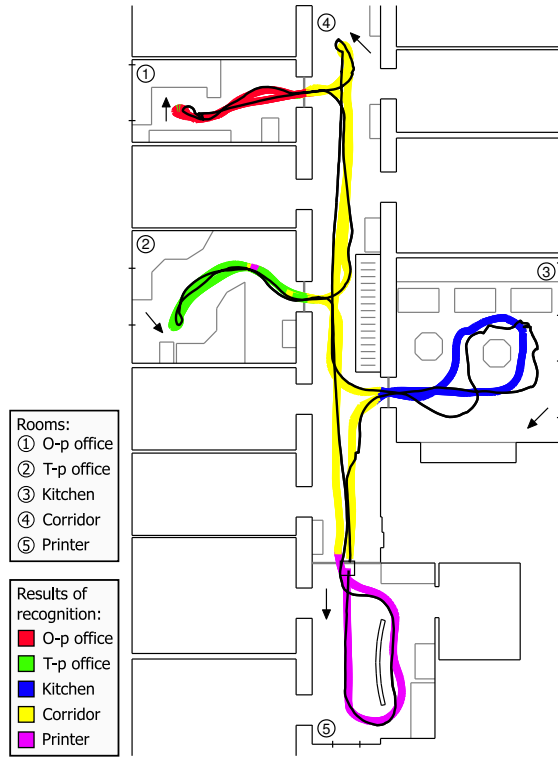 ④
①
②
③
Rooms:
① O-p office
② T-p office
③ Kitchen
④ Corridor
⑤ Printer
Results of
recognition:
O-p office
T-p office
Kitchen
Corridor
Printer
⑤